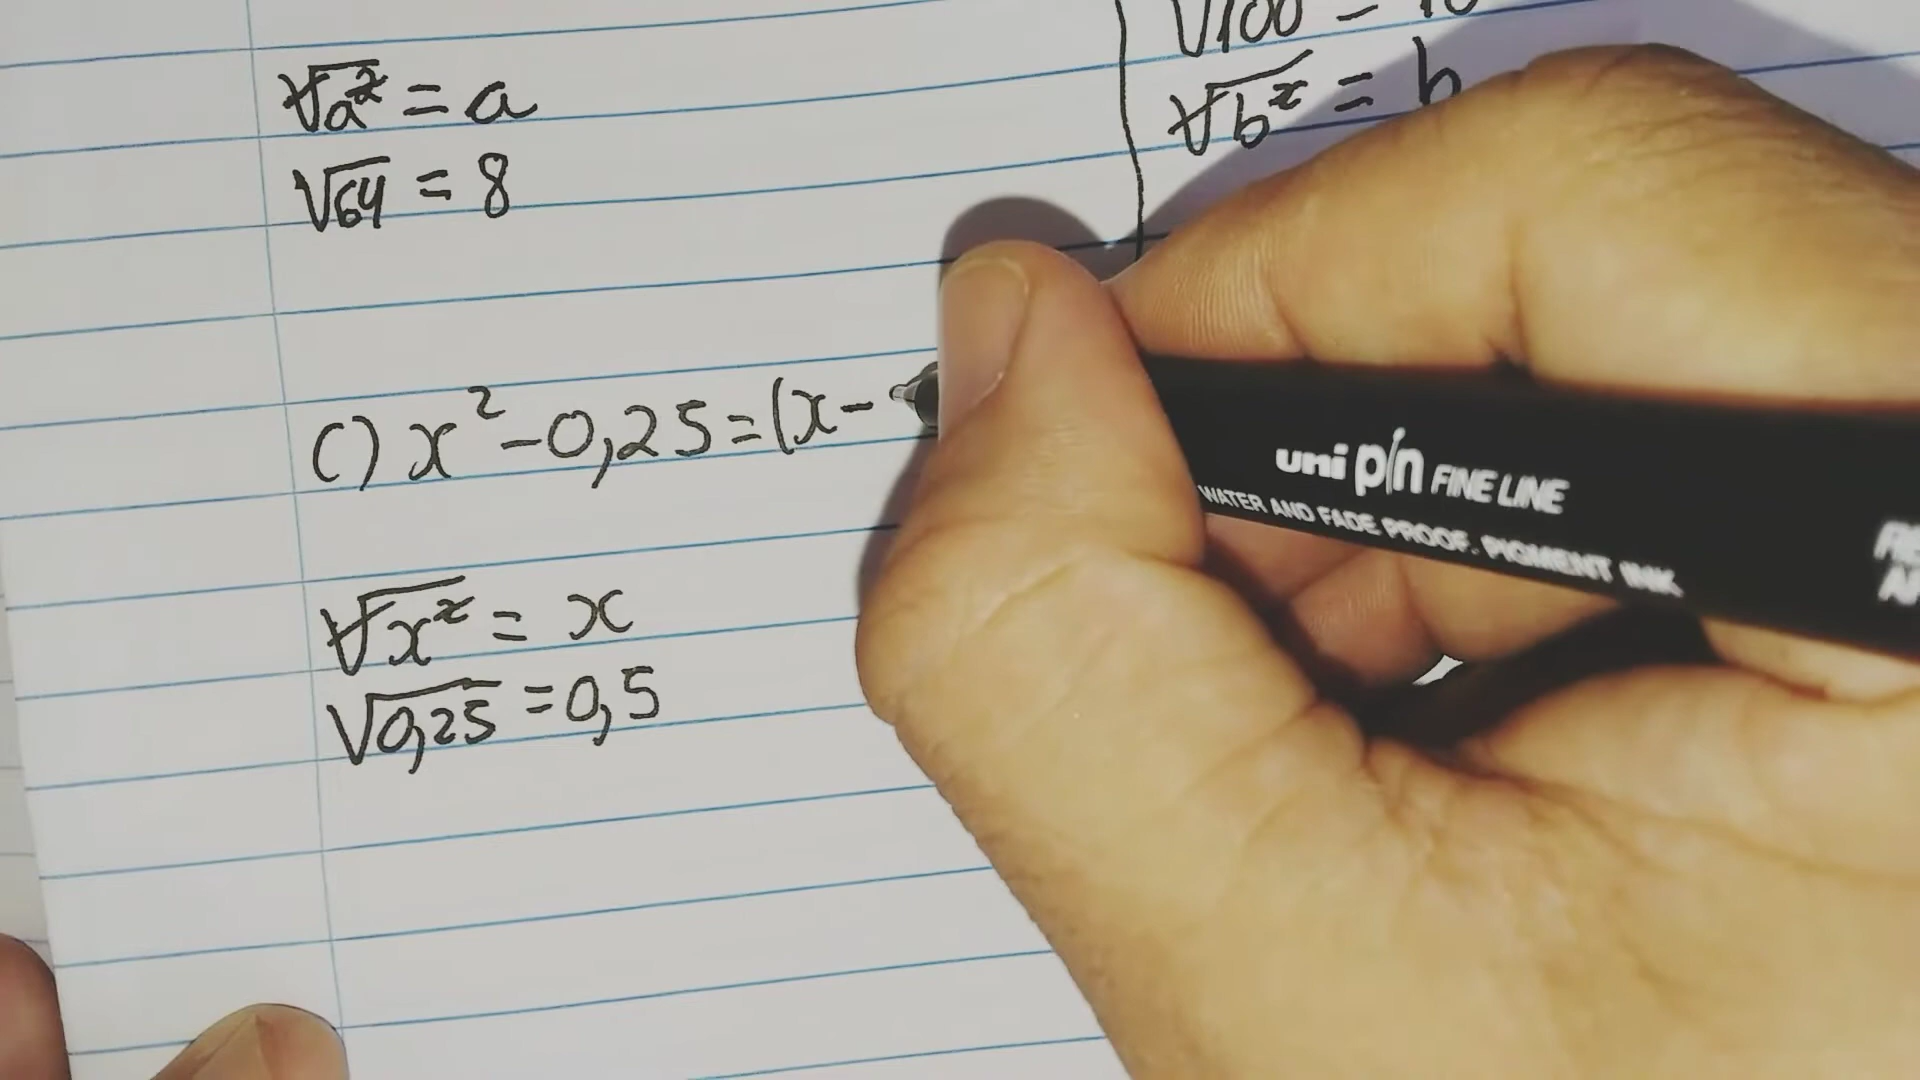 √a² = a
√64 = 8
√100 = 10
√b² = b
C) x² - 0,25 = (x -
√x² = x
√0,25 = 0,5
uni pin FINE LINE
WATER AND FADE PROOF. PIGMENT INK